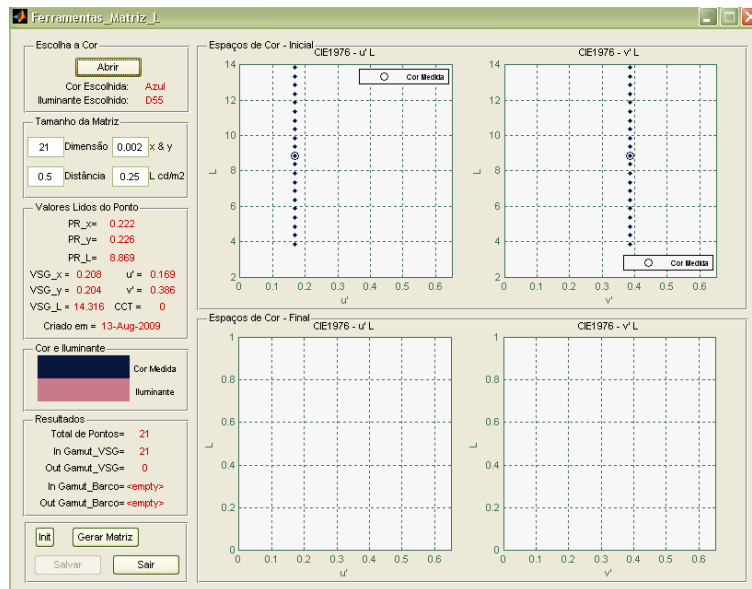 Ferramentas_Matriz_L
Escolha a Cor
Abrir
Cor Escolhida: Azul
Iluminante Escolhido: D55
Tamanho da Matriz
21 Dimensão 0.002 x & y
0.5 Distância 0.25 L cd/m2
Valores Lidos do Ponto
PR_x= 0.222
PR_y= 0.226
PR_L= 8.869
VSG_x = 0.208 u' = 0.169
VSG_y = 0.204 v' = 0.386
VSG_L = 14.316 CCT = 0
Criado em = 13-Aug-2009
Cor e Iluminante
Cor Medida
Iluminante
Resultados
Total de Pontos= 21
In Gamut_VSG= 21
Out Gamut_VSG= 0
In Gamut_Barco= <empty>
Out Gamut_Barco= <empty>
Init Gerar Matriz
Salvar Sair
Espaços de Cor - Inicial
CIE1976 - u' L
14
12
10
8
6
4
2
L
0 0.1 0.2 0.3 0.4 0.5 0.6
u'
Cor Medida
CIE1976 - v' L
14
12
10
8
6
4
2
L
0 0.1 0.2 0.3 0.4 0.5 0.6
v'
Cor Medida
Espaços de Cor - Final
CIE1976 - u' L
1
0.8
0.6
0.4
0.2
0
L
0 0.1 0.2 0.3 0.4 0.5 0.6
u'
CIE1976 - v' L
1
0.8
0.6
0.4
0.2
0
L
0 0.1 0.2 0.3 0.4 0.5 0.6
v'